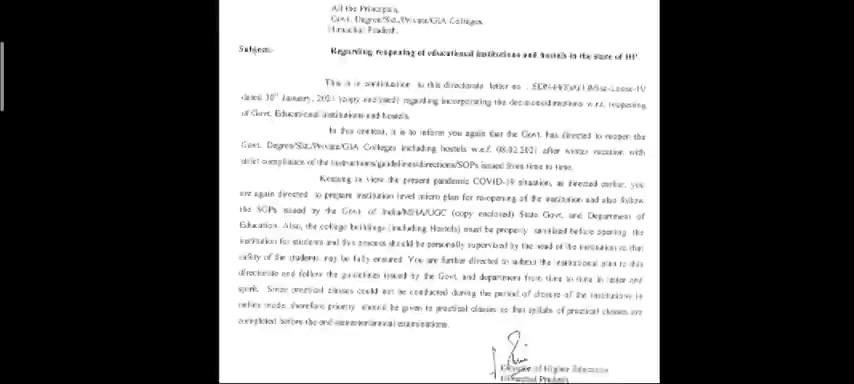 All the Principals,
Govt. Degree/Skt./Private/GIA Colleges,
Himachal Pradesh.
Subject:- Regarding reopening of educational institutions and hostels in the state of HP
This is in continuation to this directorate letter no
dated 30th January, 2021 (copy enclosed) regarding incorporating the decisions/directions w.r.t. reopening
of Govt. Educational institutions and hostels.
In this context, it is to inform you again that the Govt. has directed to reopen the
Govt. Degree/Skt./Private/GIA Colleges including hostels w.e.f. 08.02.2021 after winter vacation with
strict compliance of the instructions/guidelines/directions/SOPs issued from time to time.
Keeping in view the present pandemic COVID-19 situation, as directed earlier, you
are again directed to prepare institution level micro plan for re-opening of the institution and also follow
the SOPs issued by the Govt. of India/MHA/UGC (copy enclosed) State Govt. and Department of
Education. Also, the college buildings (including Hostels) must be properly sanitized before opening the
institution for students and this process should be personally supervised by the head of the institution so that
safety of the students may be fully ensured. You are further directed to submit the institutional plan to this
directorate and follow the guidelines issued by the Govt. and department from time to time in letter and
spirit. Since practical classes could not be conducted during the period of closure of the institutions in
online mode, therefore priority should be given to practical classes so that syllabi of practical classes are
completed before the end semester/annual examinations.
Director of Higher Education
Himachal Pradesh